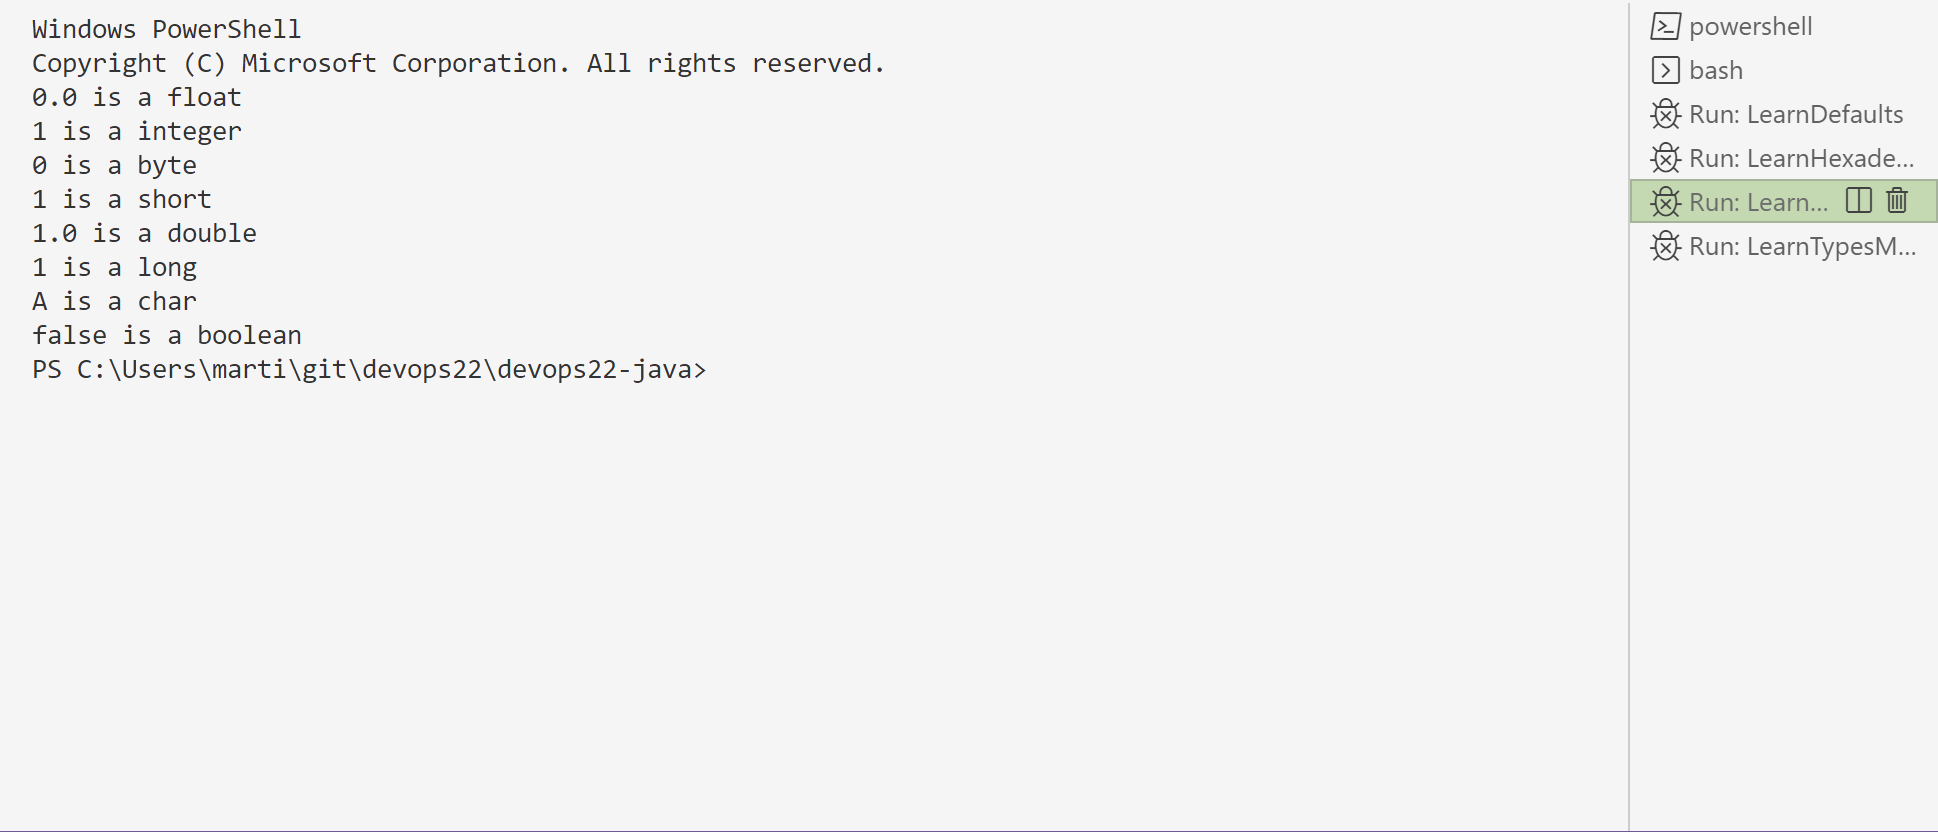 Windows PowerShell
Copyright (C) Microsoft Corporation. All rights reserved.
0.0 is a float
1 is a integer
0 is a byte
1 is a short
1.0 is a double
1 is a long
A is a char
false is a boolean
PS C:\Users\marti\git\devops22\devops22-java>
powershell
bash
Run: LearnDefaults
Run: LearnHexade...
Run: Learn...
Run: LearnTypesM...